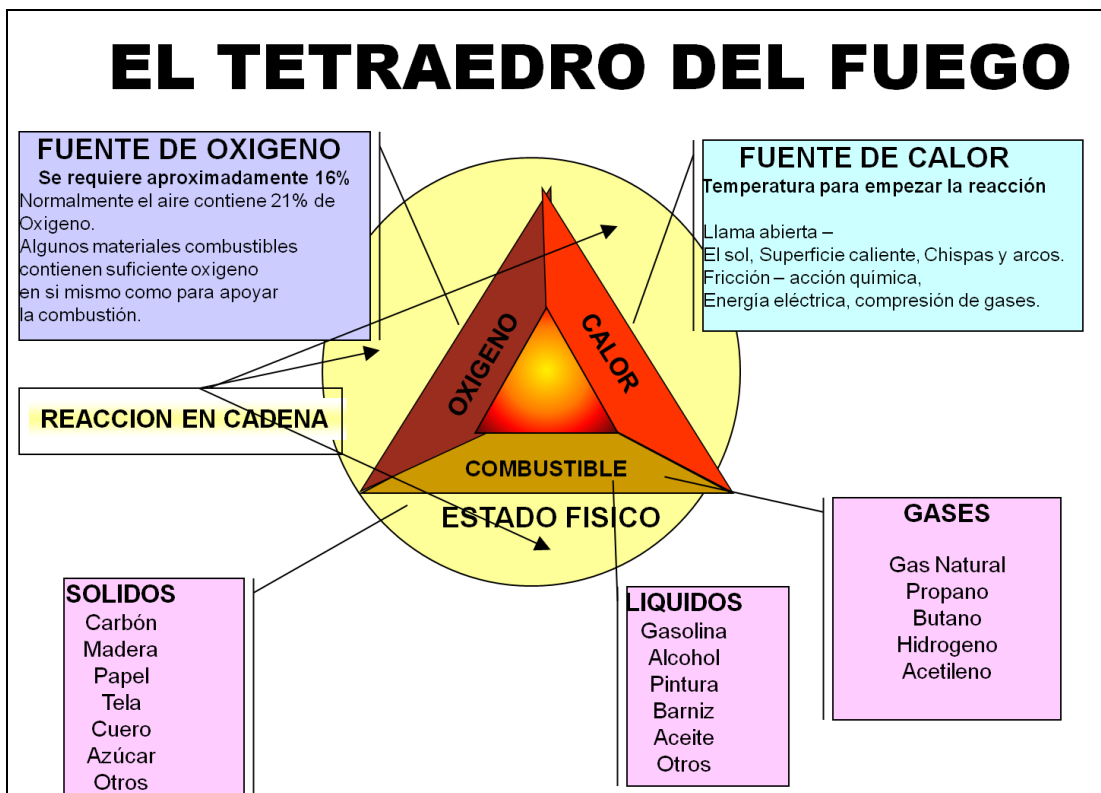 EL TETRAEDRO DEL FUEGO
FUENTE DE OXIGENO
Se requiere aproximadamente 16%
Normalmente el aire contiene 21% de
Oxigeno.
Algunos materiales combustibles
contienen suficiente oxigeno
en si mismo como para apoyar
la combustión.
FUENTE DE CALOR
Temperatura para empezar la reacción
Llama abierta –
El sol, Superficie caliente, Chispas y arcos.
Fricción – acción química,
Energía eléctrica, compresión de gases.
OXIGENO
CALOR
REACCION EN CADENA
COMBUSTIBLE
ESTADO FISICO
SOLIDOS
Carbón
Madera
Papel
Tela
Cuero
Azúcar
Otros
LIQUIDOS
Gasolina
Alcohol
Pintura
Barniz
Aceite
Otros
GASES
Gas Natural
Propano
Butano
Hidrogeno
Acetileno